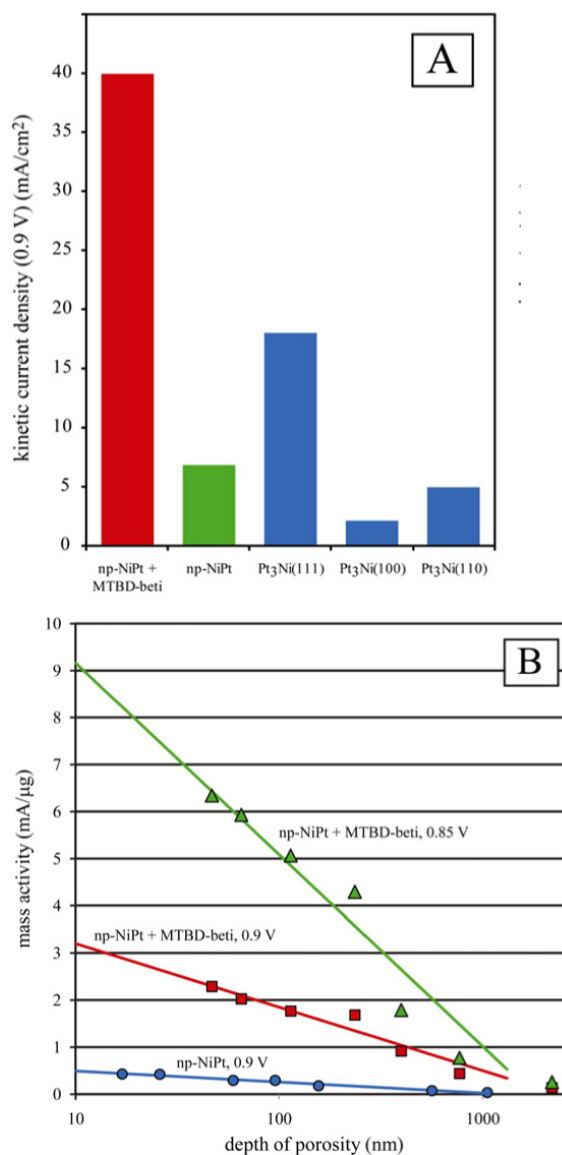 A
kinetic current density (0.9 V) (mA/cm²)
40
35
30
25
20
15
10
5
0
np-NiPt +
MTBD-beti
np-NiPt
Pt₃Ni(111)
Pt₃Ni(100)
Pt₃Ni(110)
B
mass activity (mA/μg)
10
9
8
7
6
5
4
3
2
1
0
np-NiPt + MTBD-beti, 0.85 V
np-NiPt + MTBD-beti, 0.9 V
np-NiPt, 0.9 V
10
100
1000
depth of porosity (nm)